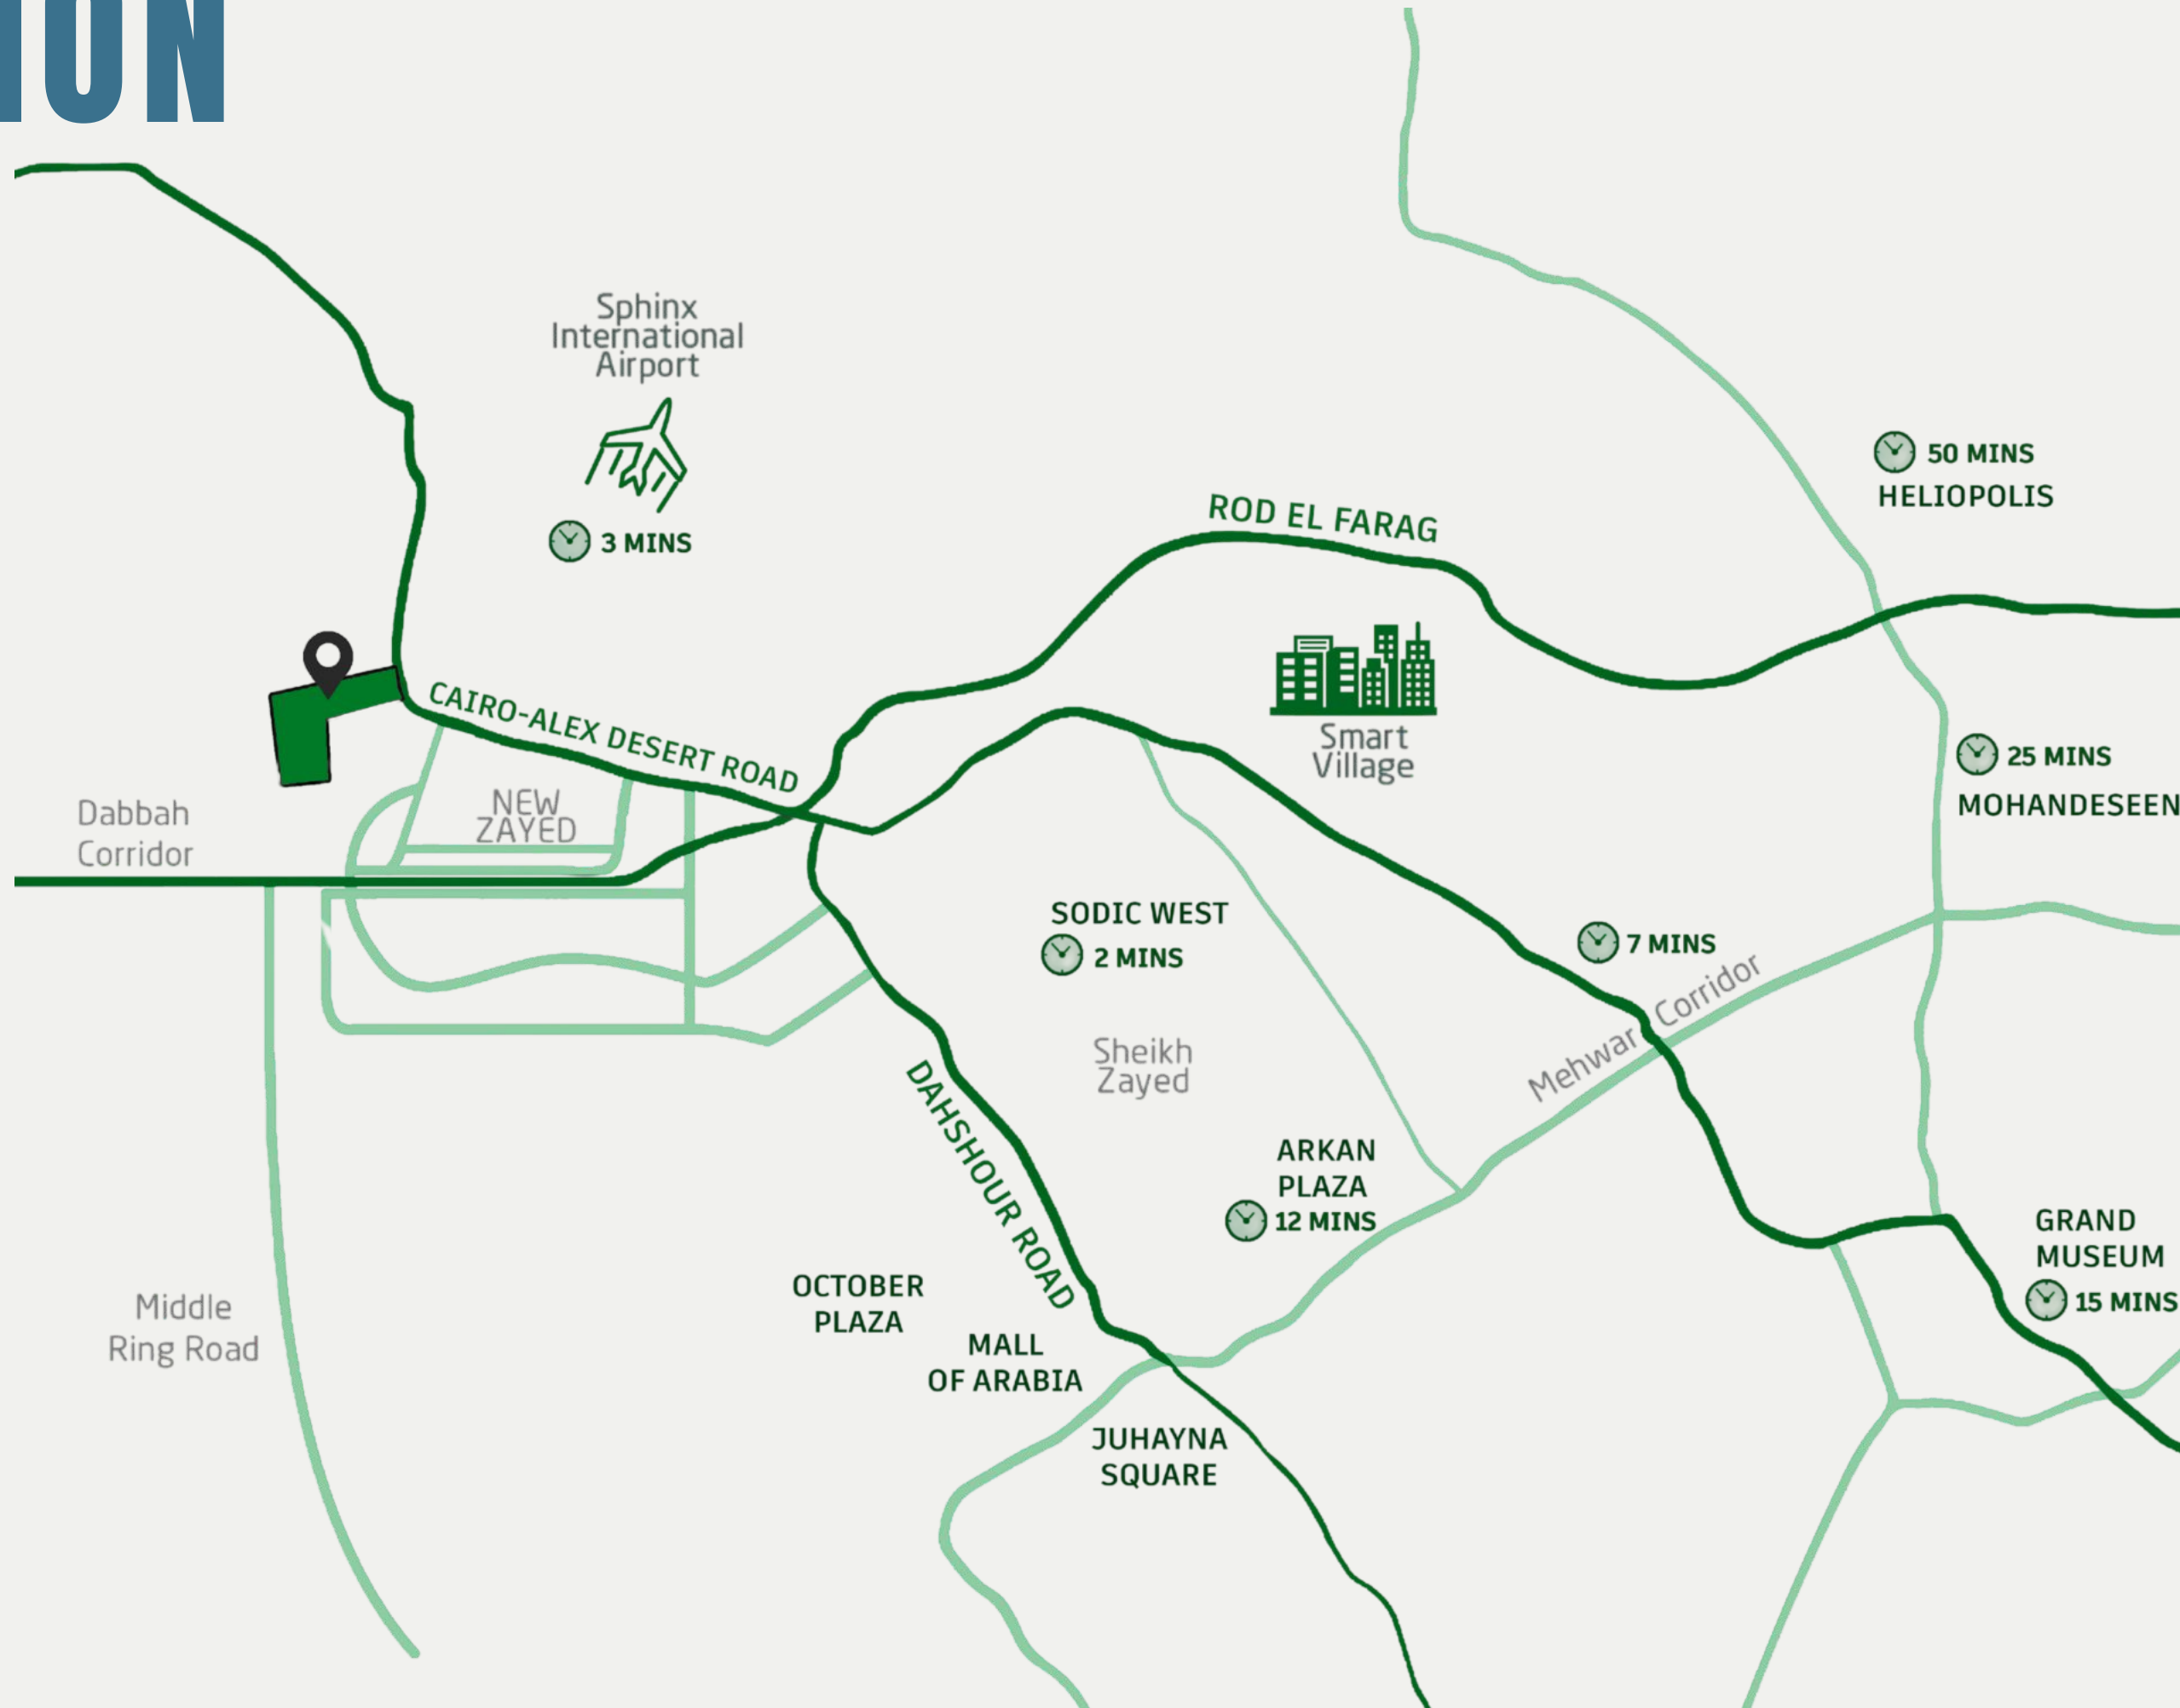 ION
Sphinx
International
Airport
3 MINS
50 MINS
HELIOPOLIS
ROD EL FARAG
CAIRO-ALEX DESERT ROAD
Smart
Village
25 MINS
MOHANDESEEN
Dabbah
Corridor
NEW
ZAYED
SODIC WEST
2 MINS
7 MINS
Mehwar Corridor
Sheikh
Zayed
DAHSHOUR ROAD
ARKAN
PLAZA
12 MINS
GRAND
MUSEUM
15 MINS
OCTOBER
PLAZA
Middle
Ring Road
MALL
OF ARABIA
JUHAYNA
SQUARE